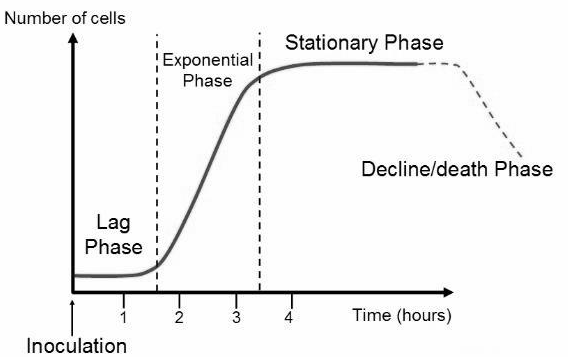 Number of cells
Stationary Phase
Exponential
Phase
Decline/death Phase
Lag
Phase
1
2
3
4
Time (hours)
Inoculation